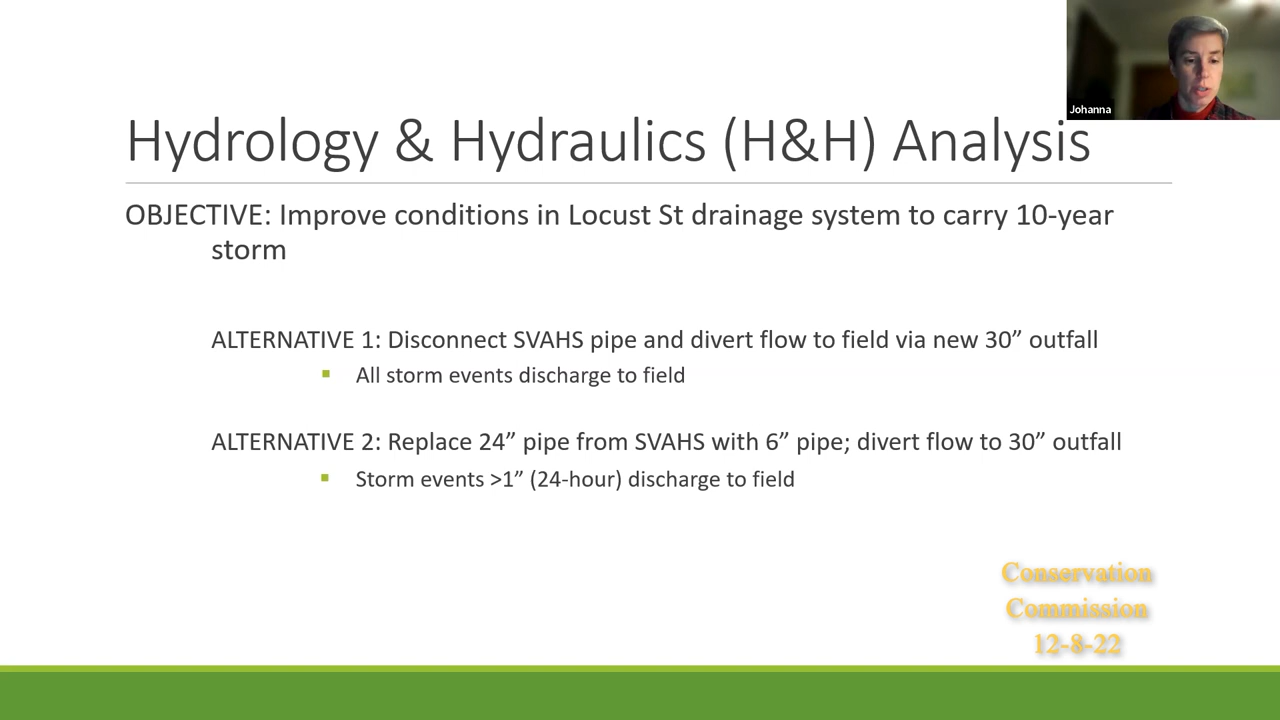 Johanna
Hydrology & Hydraulics (H&H) Analysis
OBJECTIVE: Improve conditions in Locust St drainage system to carry 10-year
storm
ALTERNATIVE 1: Disconnect SVAHS pipe and divert flow to field via new 30” outfall
▪ All storm events discharge to field
ALTERNATIVE 2: Replace 24” pipe from SVAHS with 6” pipe; divert flow to 30” outfall
▪ Storm events >1” (24-hour) discharge to field
Conservation
Commission
12-8-22